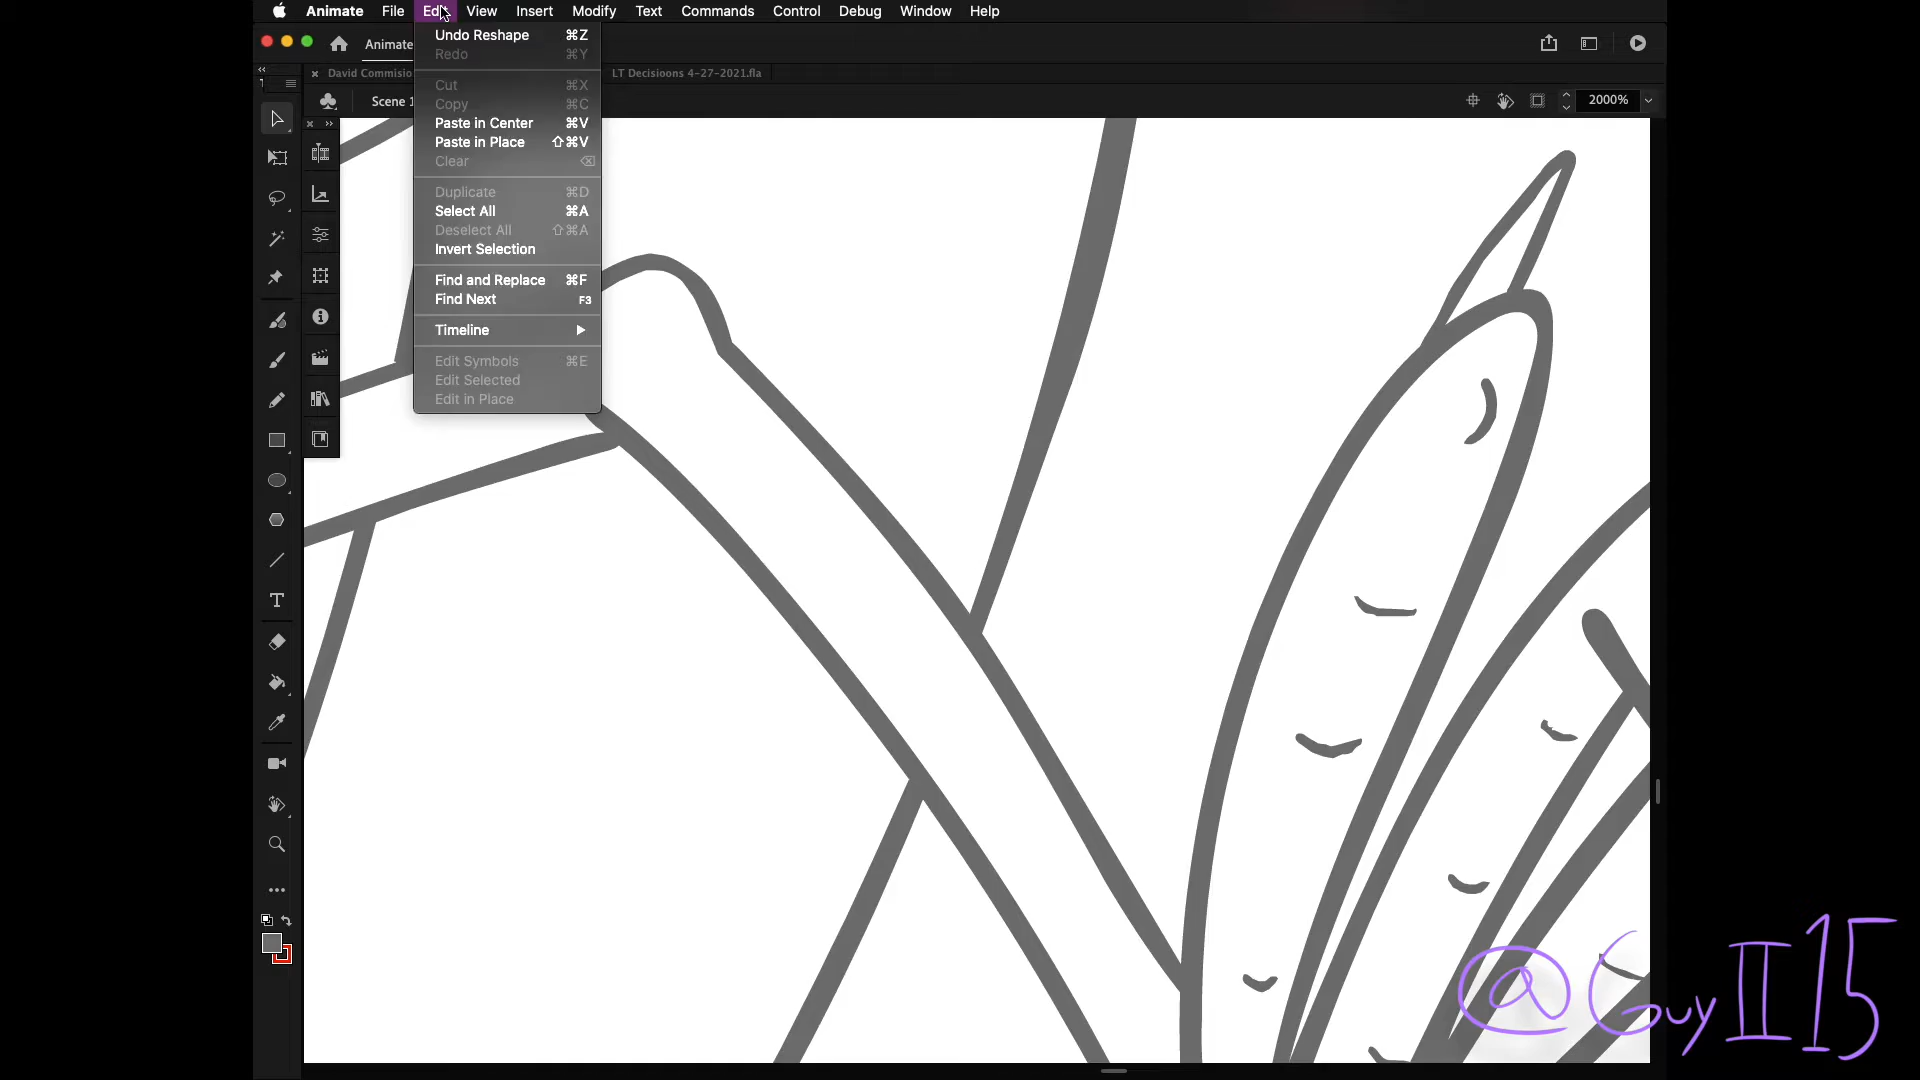 Animate File Edit View Insert Modify Text Commands Control Debug Window Help
Animate
David Commisio
LT Decisioons 4-27-2021.fla
Scene 1
2000%
Undo Reshape ⌘Z
Redo ⌘Y
Cut ⌘X
Copy ⌘C
Paste in Center ⌘V
Paste in Place ⇧⌘V
Clear ⌫
Duplicate ⌘D
Select All ⌘A
Deselect All ⇧⌘A
Invert Selection
Find and Replace ⌘F
Find Next F3
Timeline ▶
Edit Symbols ⌘E
Edit Selected
Edit in Place
@GuyII15